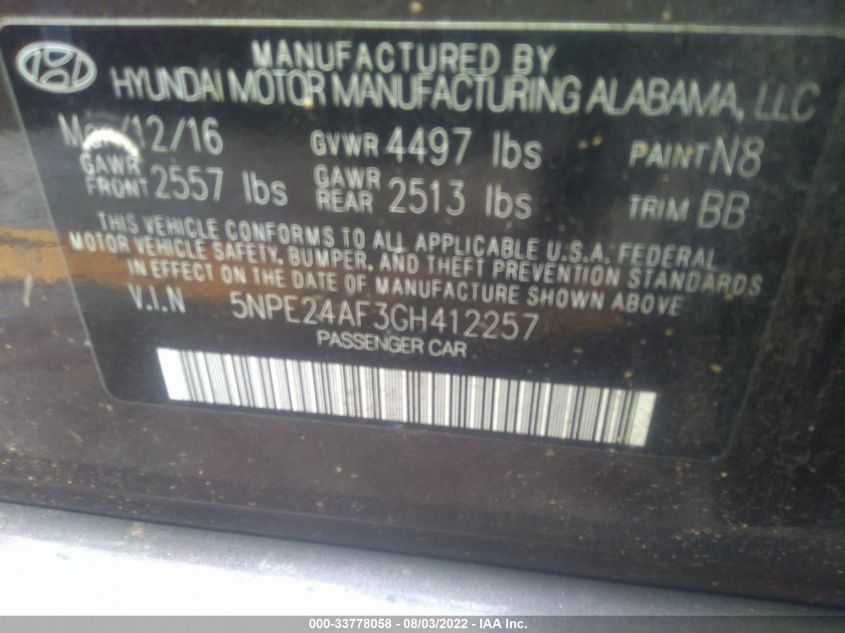 MANUFACTURED BY
HYUNDAI MOTOR MANUFACTURING ALABAMA, LLC
/12/16 GVWR 4497 lbs PAINT N8
GAWR FRONT 2557 lbs GAWR REAR 2513 lbs TRIM BB
THIS VEHICLE CONFORMS TO ALL APPLICABLE U.S.A. FEDERAL
MOTOR VEHICLE SAFETY, BUMPER, AND THEFT PREVENTION STANDARDS
IN EFFECT ON THE DATE OF MANUFACTURE SHOWN ABOVE.
V.I.N 5NPE24AF3GH412257
PASSENGER CAR
000-33778058 - 08/03/2022 - IAA Inc.